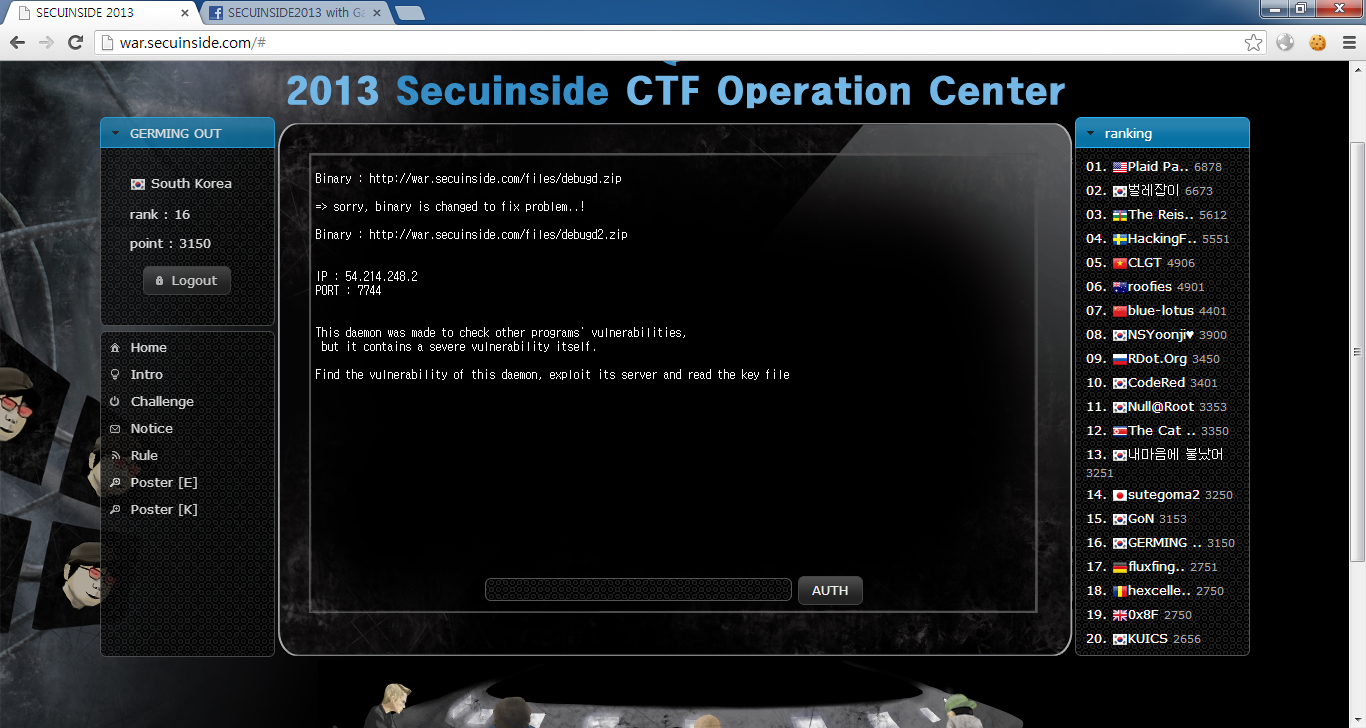 SECUINSIDE 2013
SECUINSIDE2013 with Ga
war.secuinside.com/#
2013 Secuinside CTF Operation Center
GERMING OUT
South Korea
rank : 16
point : 3150
Logout
Home
Intro
Challenge
Notice
Rule
Poster [E]
Poster [K]
Binary : http://war.secuinside.com/files/debugd.zip
=> sorry, binary is changed to fix problem..!
Binary : http://war.secuinside.com/files/debugd2.zip
IP : 54.214.248.2
PORT : 7744
This daemon was made to check other programs' vulnerabilities,
but it contains a severe vulnerability itself.
Find the vulnerability of this daemon, exploit its server and read the key file
AUTH
ranking
01. Plaid Pa.. 6878
02. 벌레잡이 6673
03. The Reis.. 5612
04. HackingF.. 5551
05. CLGT 4906
06. roofies 4901
07. blue-lotus 4401
08. NSYoonji♥ 3900
09. RDot.Org 3450
10. CodeRed 3401
11. Null@Root 3353
12. The Cat .. 3350
13. 내마음에 불났어
3251
14. sutegoma2 3250
15. GoN 3153
16. GERMING .. 3150
17. fluxfing.. 2751
18. hexcelle.. 2750
19. 0x8F 2750
20. KUICS 2656